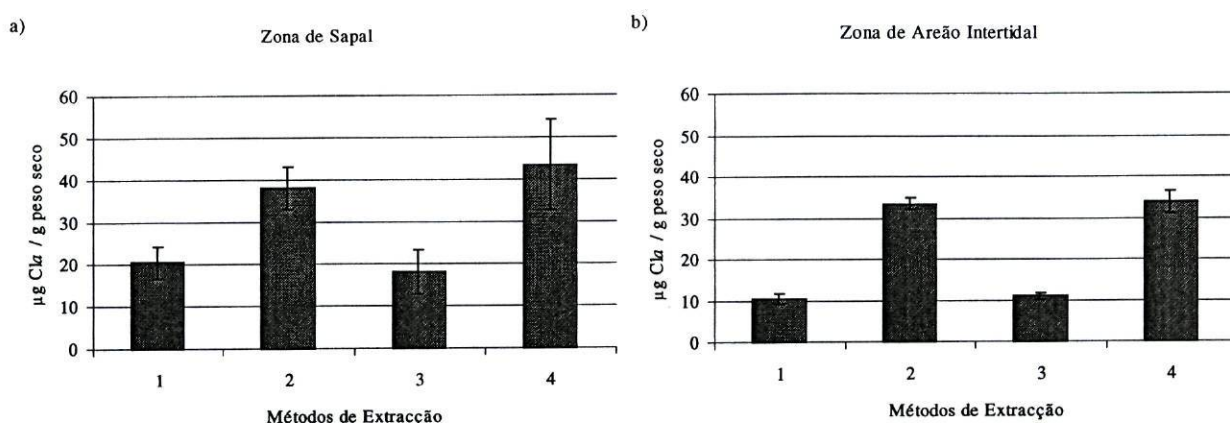 a)
Zona de Sapal
60
50
40
30
20
10
0
µg Cla / g peso seco
1 2 3 4
Métodos de Extracção
b)
Zona de Areão Intertidal
60
50
40
30
20
10
0
µg Cla / g peso seco
1 2 3 4
Métodos de Extracção